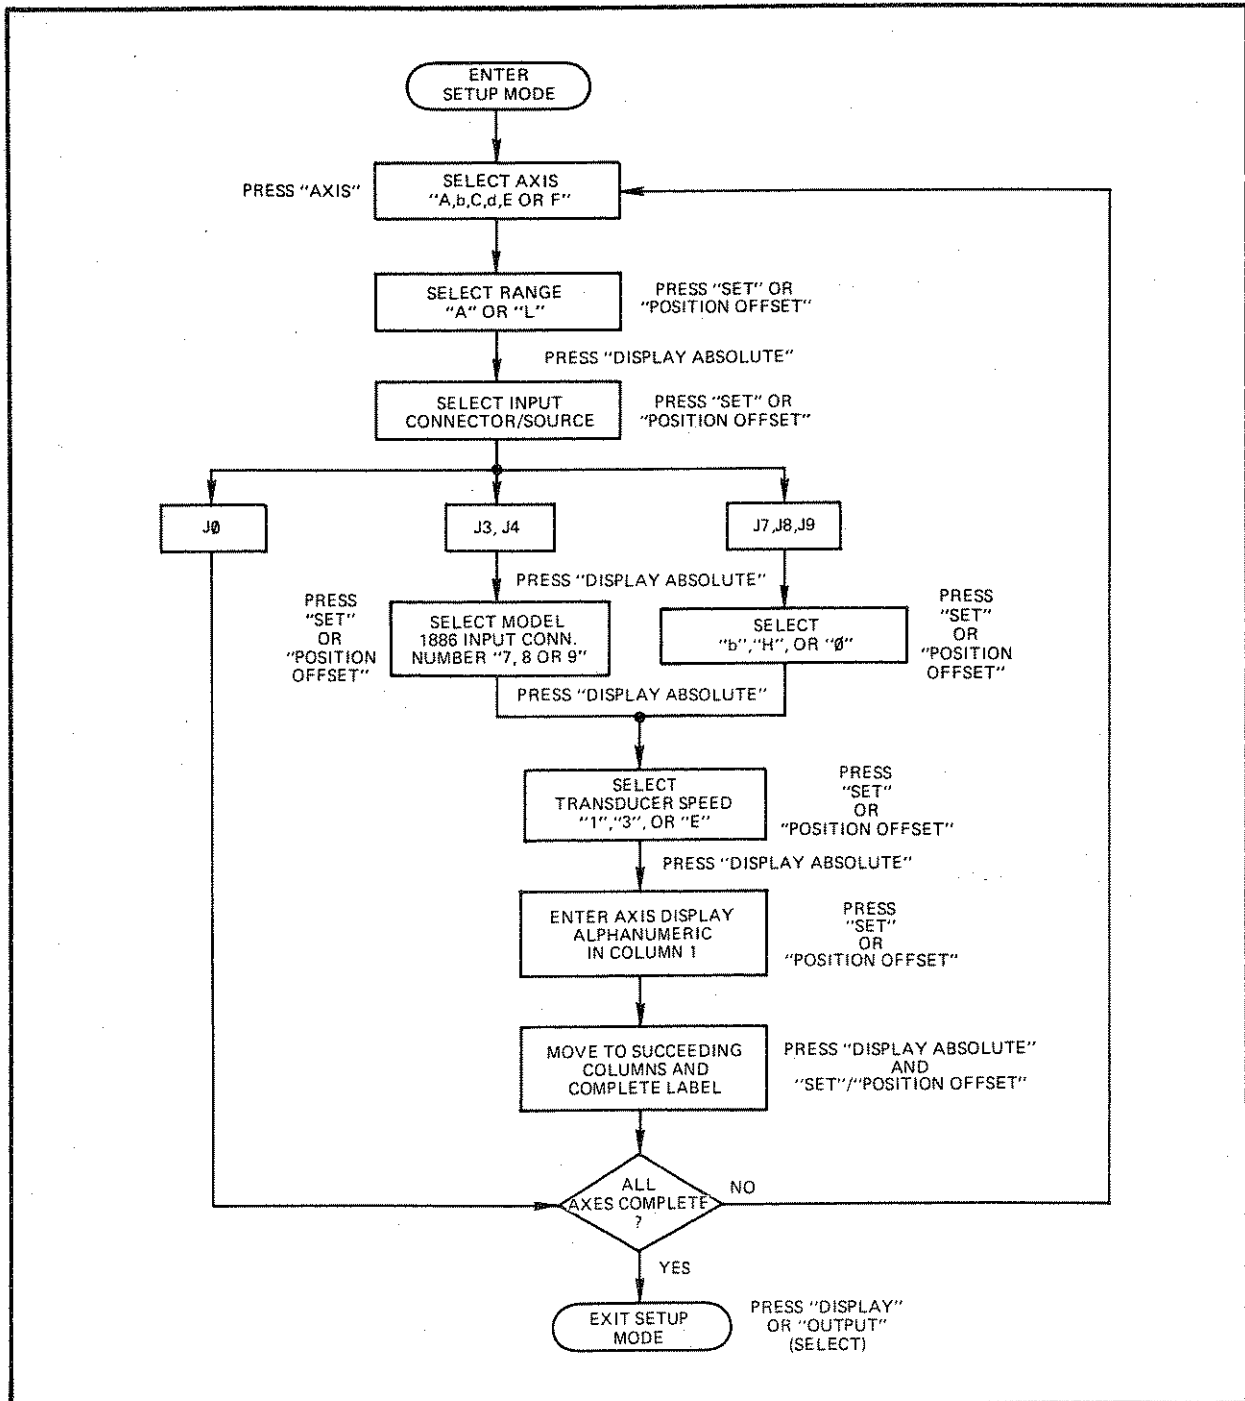 ENTER
SETUP MODE
PRESS "AXIS"
SELECT AXIS
"A,b,C,d,E OR F"
SELECT RANGE
"A" OR "L"
PRESS "SET" OR
"POSITION OFFSET"
PRESS "DISPLAY ABSOLUTE"
SELECT INPUT
CONNECTOR/SOURCE
PRESS "SET" OR
"POSITION OFFSET"
JØ
J3, J4
J7,J8,J9
PRESS "DISPLAY ABSOLUTE"
PRESS
"SET"
OR
"POSITION
OFFSET"
SELECT MODEL
1886 INPUT CONN.
NUMBER "7, 8 OR 9"
SELECT
"b","H", OR "Ø"
PRESS
"SET"
OR
"POSITION
OFFSET"
PRESS "DISPLAY ABSOLUTE"
SELECT
TRANSDUCER SPEED
"1","3", OR "E"
PRESS
"SET"
OR
"POSITION OFFSET"
PRESS "DISPLAY ABSOLUTE"
ENTER AXIS DISPLAY
ALPHANUMERIC
IN COLUMN 1
PRESS
"SET"
OR
"POSITION OFFSET"
MOVE TO SUCCEEDING
COLUMNS AND
COMPLETE LABEL
PRESS "DISPLAY ABSOLUTE"
AND
"SET"/"POSITION OFFSET"
ALL
AXES COMPLETE
?
NO
YES
EXIT SETUP
MODE
PRESS "DISPLAY"
OR "OUTPUT"
(SELECT)